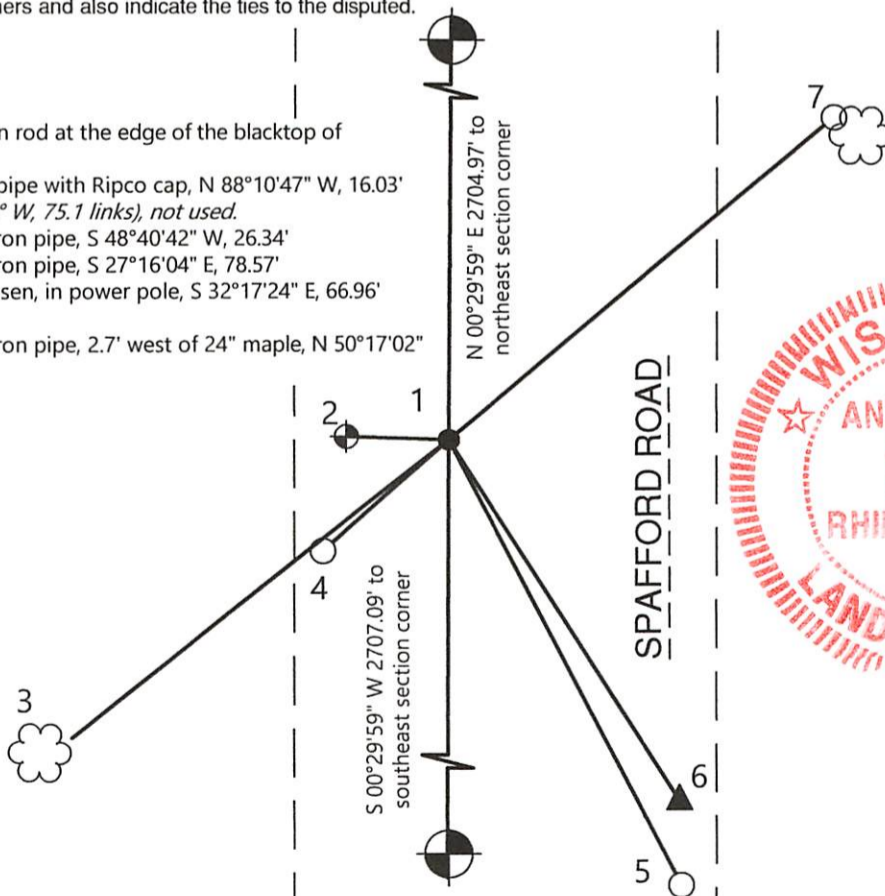 ners and also indicate the ties to the disputed.
n rod at the edge of the blacktop of
pipe with Ripco cap, N 88°10'47" W, 16.03'
° W, 75.1 links), not used.
ron pipe, S 48°40'42" W, 26.34'
ron pipe, S 27°16'04" E, 78.57'
sen, in power pole, S 32°17'24" E, 66.96'
ron pipe, 2.7' west of 24" maple, N 50°17'02"
N 00°29'59" E 2704.97' to
northeast section corner
7
1
2
SPAFFORD ROAD
WIS
AN
RHI
LAND
4
3
S 00°29'59" W 2707.09' to
southeast section corner
6
5